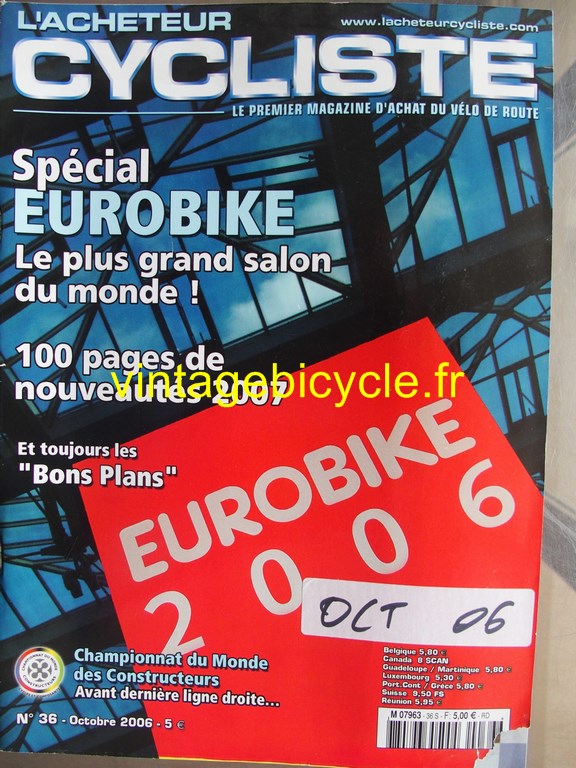 L'ACHETEUR
www.lacheteurcycliste.com
CYCLISTE
LE PREMIER MAGAZINE D'ACHAT DU VÉLO DE ROUTE
Spécial
EUROBIKE
Le plus grand salon
du monde !
100 pages de
nouveautés 2007
vintagebicycle.fr
Et toujours les
"Bons Plans"
EUROBIKE
2006
OCT 06
Championnat du Monde
des Constructeurs
Avant dernière ligne droite...
N° 36 - Octobre 2006 - 5 €
Belgique 5,80 €
Canada 8 $CAN
Guadeloupe / Martinique 5,80 €
Luxembourg 5,30 €
Port.Cont / Grèce 5,80 €
Suisse 9,50 FS
Réunion 5,95 €
M 07963 - 36 S - F: 5,00 € - RD